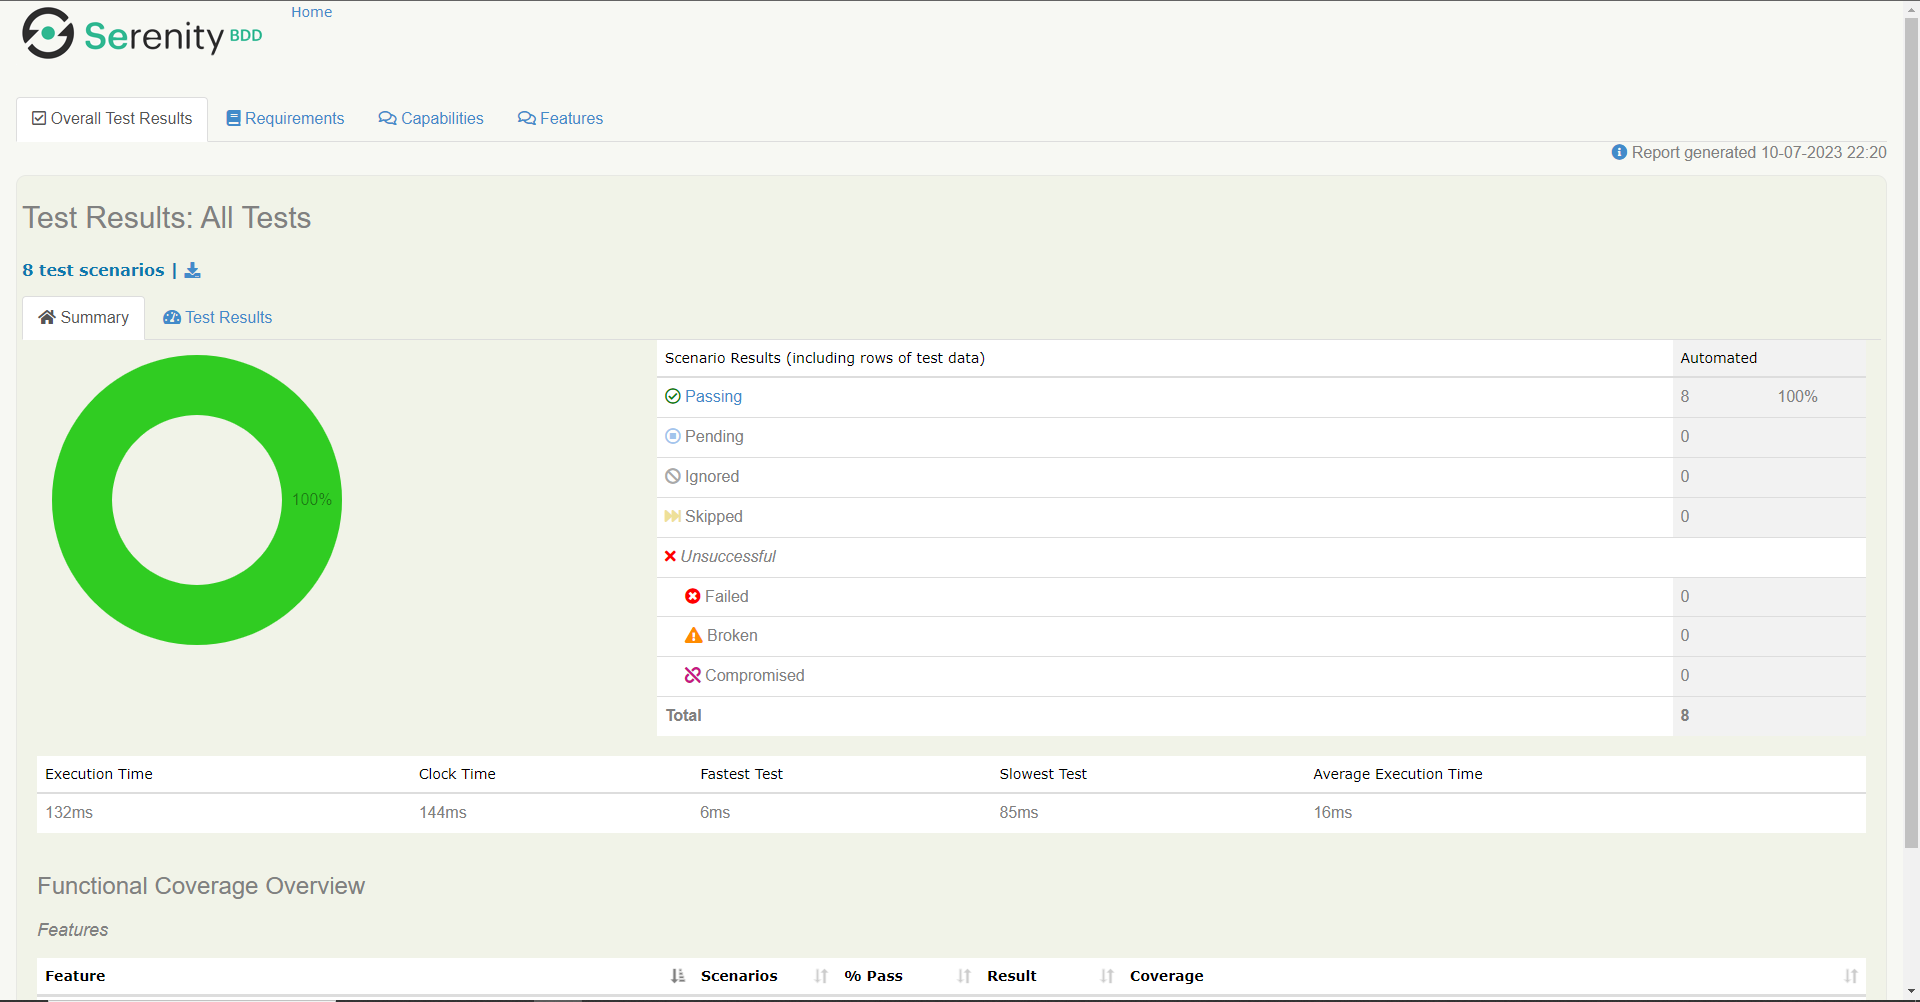 Home
Serenity BDD
Overall Test Results Requirements Capabilities Features
Report generated 10-07-2023 22:20
Test Results: All Tests
8 test scenarios |
Summary Test Results
Scenario Results (including rows of test data) Automated
Passing 8 100%
Pending 0
Ignored 0
100%
Skipped 0
Unsuccessful
Failed 0
Broken 0
Compromised 0
Total 8
Execution Time Clock Time Fastest Test Slowest Test Average Execution Time
132ms 144ms 6ms 85ms 16ms
Functional Coverage Overview
Features
Feature Scenarios % Pass Result Coverage